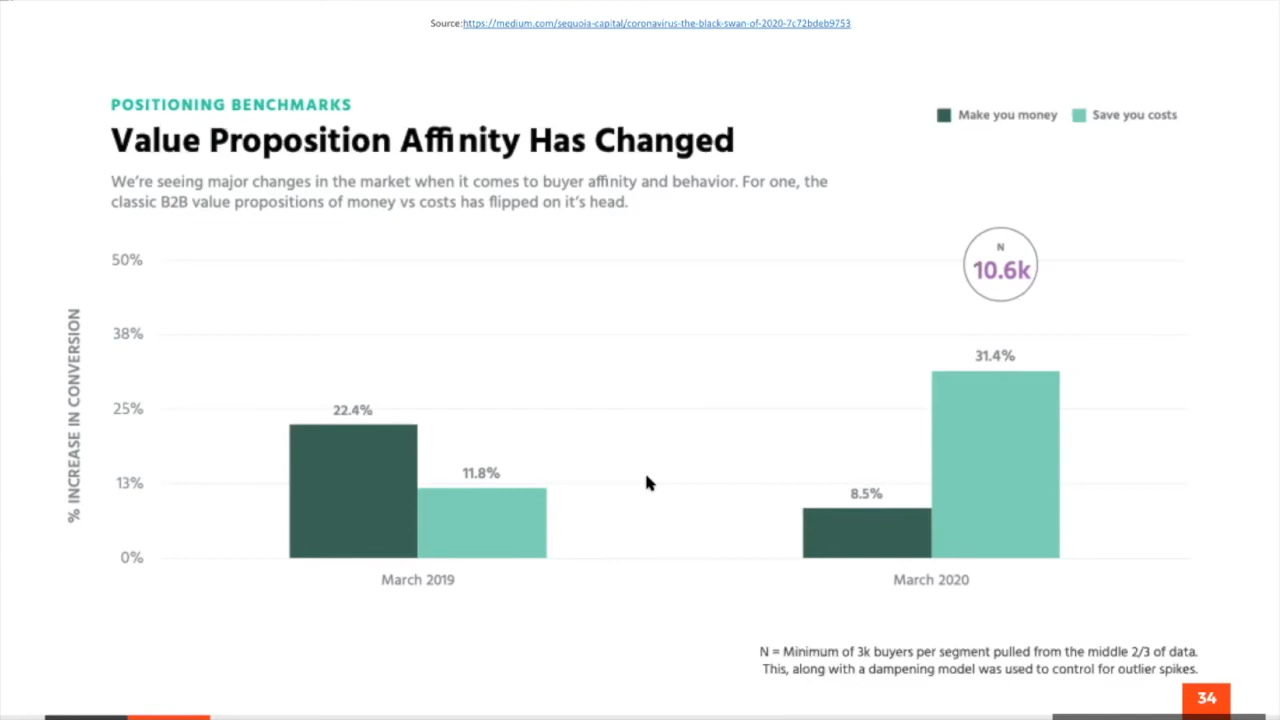 Source:https://medium.com/sequoia-capital/coronavirus-the-black-swan-of-2020-7c72bdeb9753
POSITIONING BENCHMARKS
Value Proposition Affinity Has Changed
Make you money
Save you costs
We're seeing major changes in the market when it comes to buyer affinity and behavior. For one, the
classic B2B value propositions of money vs costs has flipped on it's head.
N
10.6k
% INCREASE IN CONVERSION
50%
38%
25%
13%
0%
22.4%
11.8%
8.5%
31.4%
March 2019
March 2020
N = Minimum of 3k buyers per segment pulled from the middle 2/3 of data.
This, along with a dampening model was used to control for outlier spikes.
34